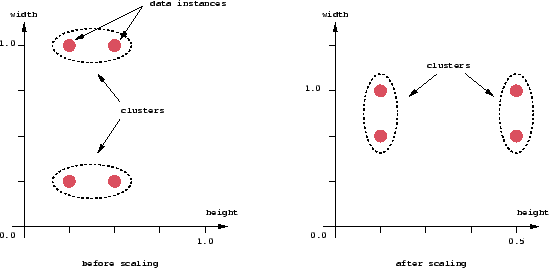 data instances
width
1.0
clusters
height
0.0
1.0
before scaling
width
clusters
1.0
height
0.0
0.5
after scaling